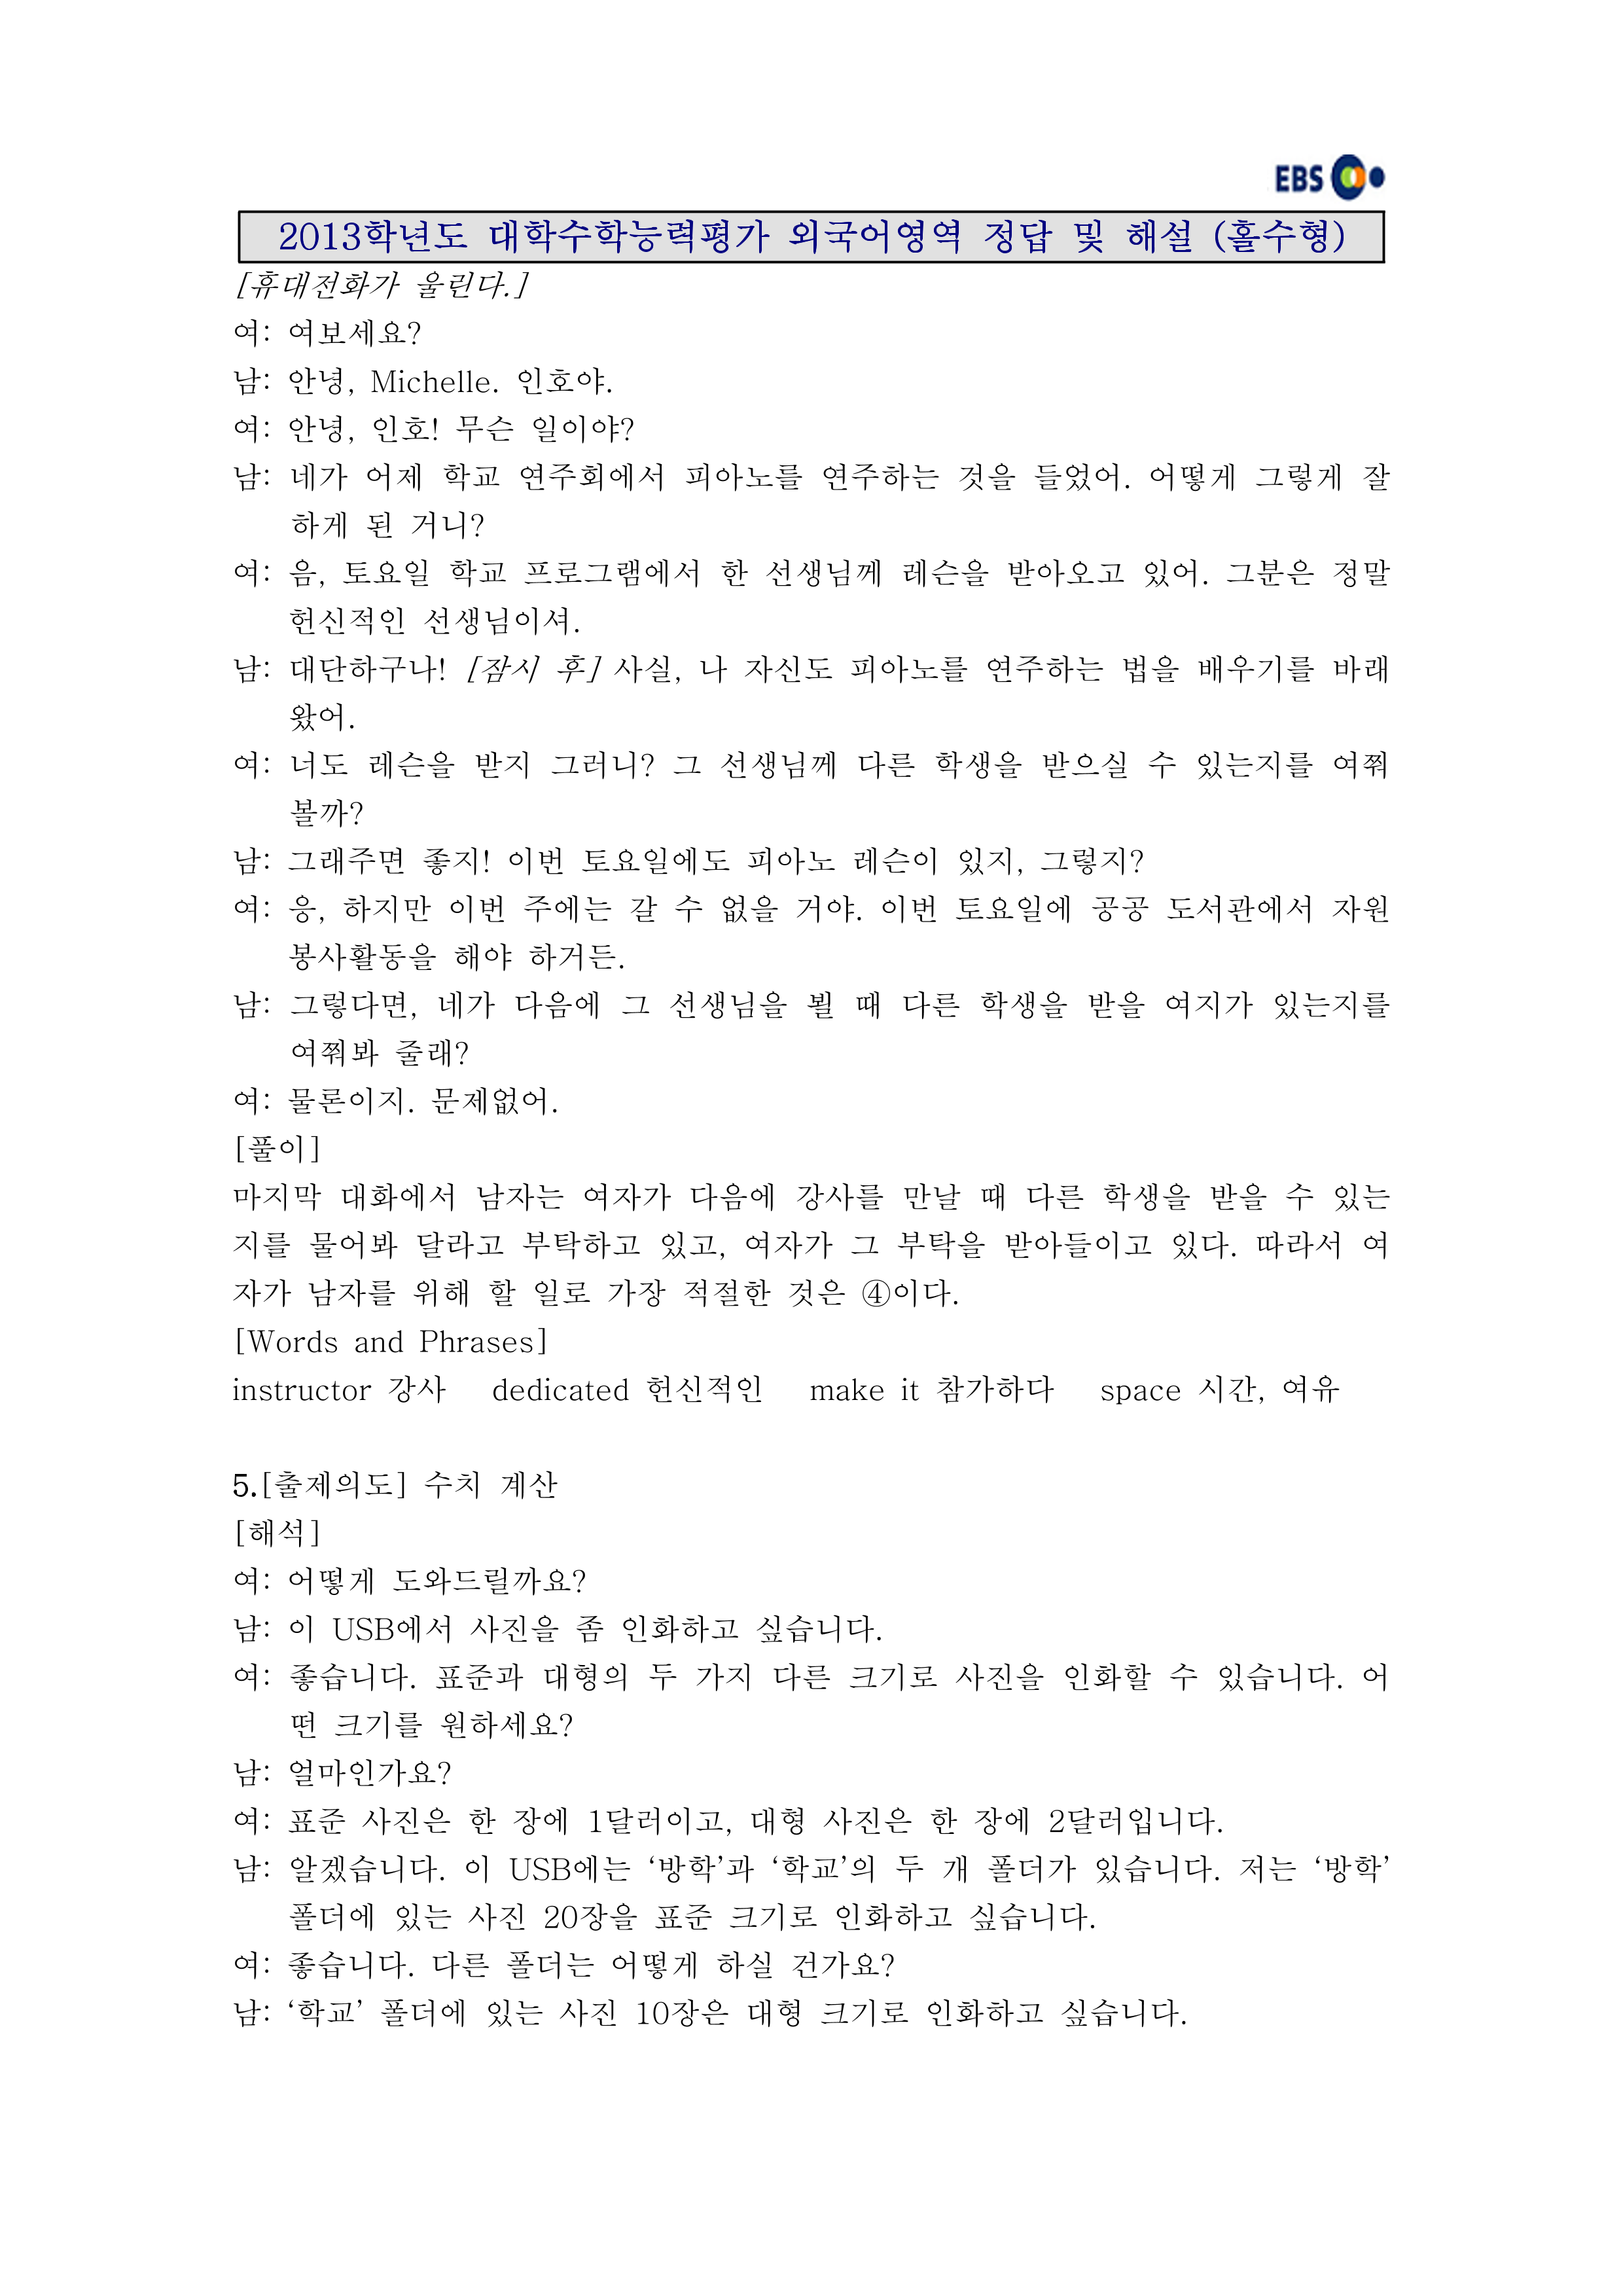 EBS
2013학년도 대학수학능력평가 외국어영역 정답 및 해설 (홀수형)
[휴대전화가 울린다.]
여: 여보세요?
남: 안녕, Michelle. 인호야.
여: 안녕, 인호! 무슨 일이야?
남: 네가 어제 학교 연주회에서 피아노를 연주하는 것을 들었어. 어떻게 그렇게 잘
하게 된 거니?
여: 음, 토요일 학교 프로그램에서 한 선생님께 레슨을 받아오고 있어. 그분은 정말
헌신적인 선생님이셔.
남: 대단하구나! [잠시 후] 사실, 나 자신도 피아노를 연주하는 법을 배우기를 바래
왔어.
여: 너도 레슨을 받지 그러니? 그 선생님께 다른 학생을 받으실 수 있는지를 여쭤
볼까?
남: 그래주면 좋지! 이번 토요일에도 피아노 레슨이 있지, 그렇지?
여: 응, 하지만 이번 주에는 갈 수 없을 거야. 이번 토요일에 공공 도서관에서 자원
봉사활동을 해야 하거든.
남: 그렇다면, 네가 다음에 그 선생님을 뵐 때 다른 학생을 받을 여지가 있는지를
여쭤봐 줄래?
여: 물론이지. 문제없어.
[풀이]
마지막 대화에서 남자는 여자가 다음에 강사를 만날 때 다른 학생을 받을 수 있는
지를 물어봐 달라고 부탁하고 있고, 여자가 그 부탁을 받아들이고 있다. 따라서 여
자가 남자를 위해 할 일로 가장 적절한 것은 ④이다.
[Words and Phrases]
instructor 강사 dedicated 헌신적인 make it 참가하다 space 시간, 여유
5.[출제의도] 수치 계산
[해석]
여: 어떻게 도와드릴까요?
남: 이 USB에서 사진을 좀 인화하고 싶습니다.
여: 좋습니다. 표준과 대형의 두 가지 다른 크기로 사진을 인화할 수 있습니다. 어
떤 크기를 원하세요?
남: 얼마인가요?
여: 표준 사진은 한 장에 1달러이고, 대형 사진은 한 장에 2달러입니다.
남: 알겠습니다. 이 USB에는 ‘방학’과 ‘학교’의 두 개 폴더가 있습니다. 저는 ‘방학’
폴더에 있는 사진 20장을 표준 크기로 인화하고 싶습니다.
여: 좋습니다. 다른 폴더는 어떻게 하실 건가요?
남: ‘학교’ 폴더에 있는 사진 10장은 대형 크기로 인화하고 싶습니다.